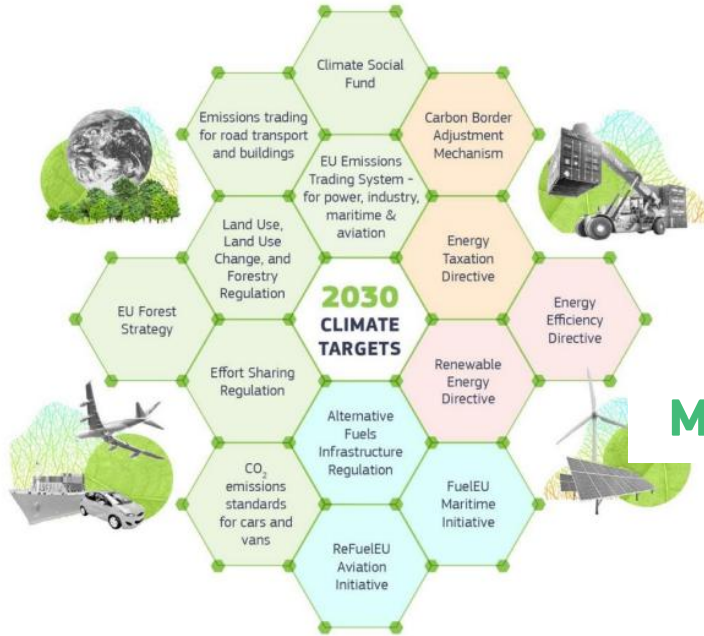 Climate Social
Fund
Emissions trading
for road transport
and buildings
Carbon Border
Adjustment
Mechanism
EU Emissions
Trading System -
for power, industry,
maritime &
aviation
Land Use,
Land Use
Change, and
Forestry
Regulation
Energy
Taxation
Directive
EU Forest
Strategy
2030
CLIMATE
TARGETS
Energy
Efficiency
Directive
Effort Sharing
Regulation
Renewable
Energy
Directive
Alternative
Fuels
Infrastructure
Regulation
M
CO₂
emissions
standards
for cars and
vans
FuelEU
Maritime
Initiative
ReFuelEU
Aviation
Initiative